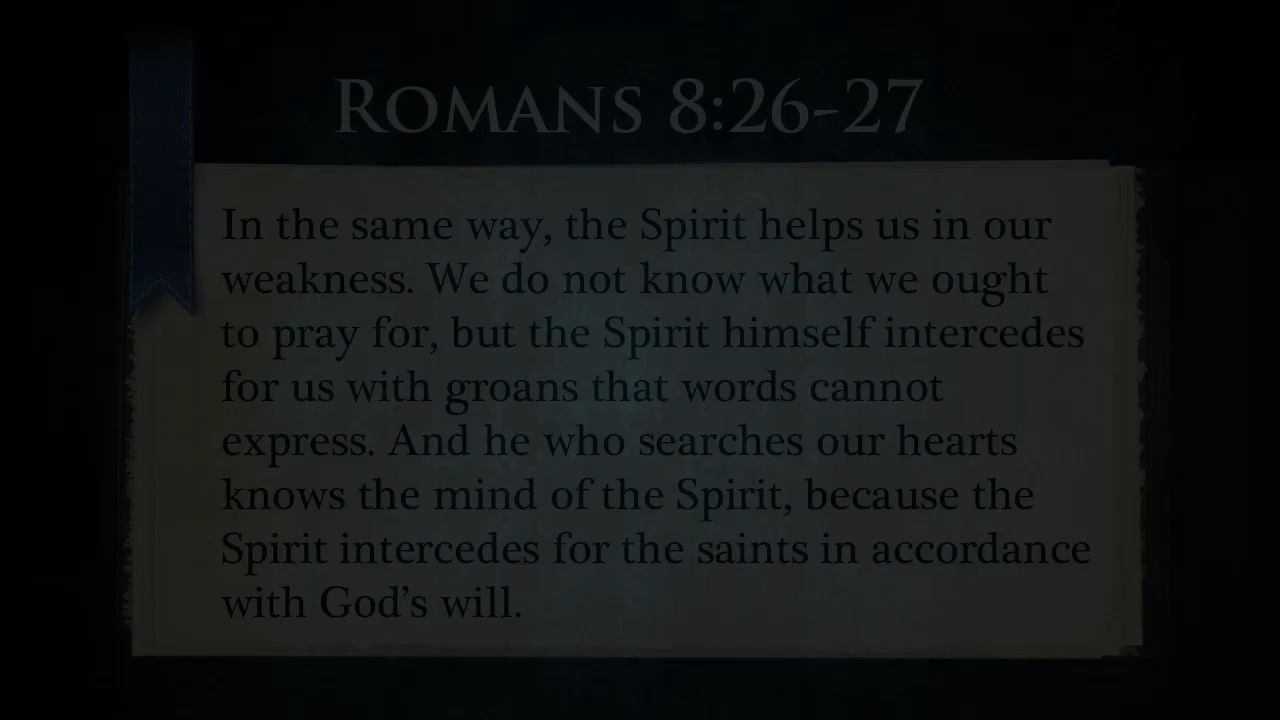 Romans 8:26-27
In the same way, the Spirit helps us in our
weakness. We do not know what we ought
to pray for, but the Spirit himself intercedes
for us with groans that words cannot
express. And he who searches our hearts
knows the mind of the Spirit, because the
Spirit intercedes for the saints in accordance
with God’s will.